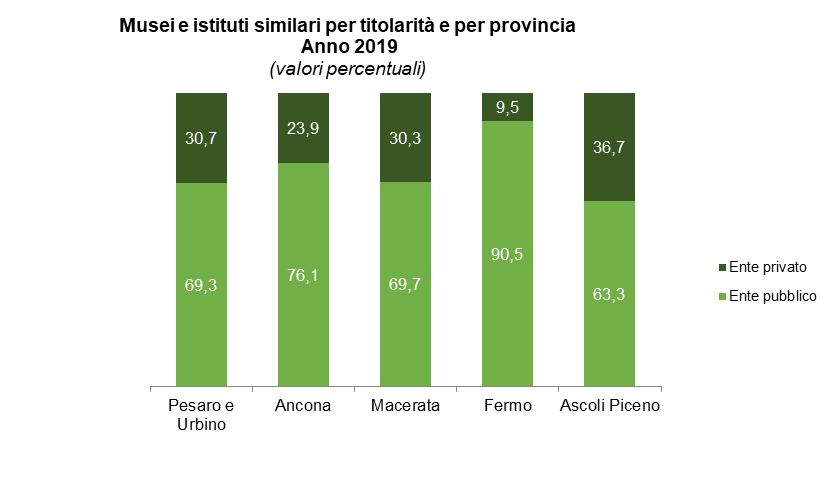 Musei e istituti similari per titolarità e per provincia
Anno 2019
(valori percentuali)
30,7
23,9
30,3
9,5
36,7
69,3
76,1
69,7
90,5
63,3
Ente privato
Ente pubblico
Pesaro e
Urbino
Ancona
Macerata
Fermo
Ascoli Piceno